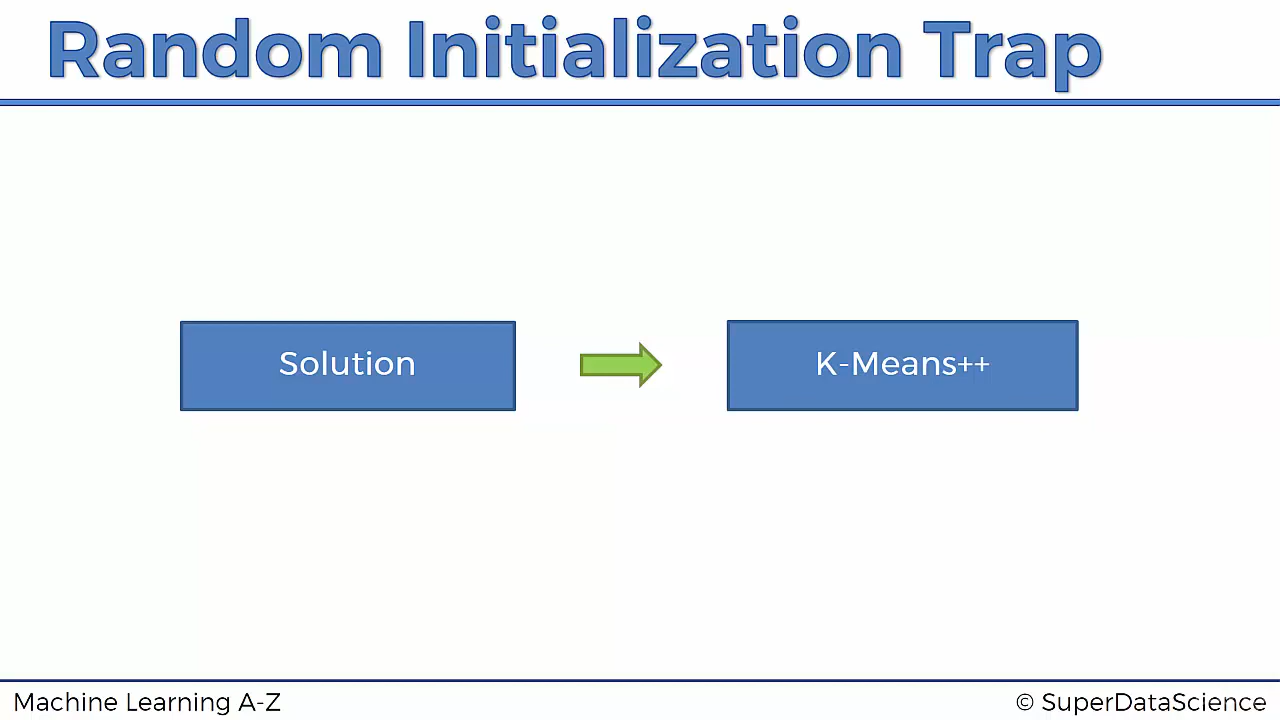 Random Initialization Trap
Solution
K-Means++
Machine Learning A-Z
© SuperDataScience